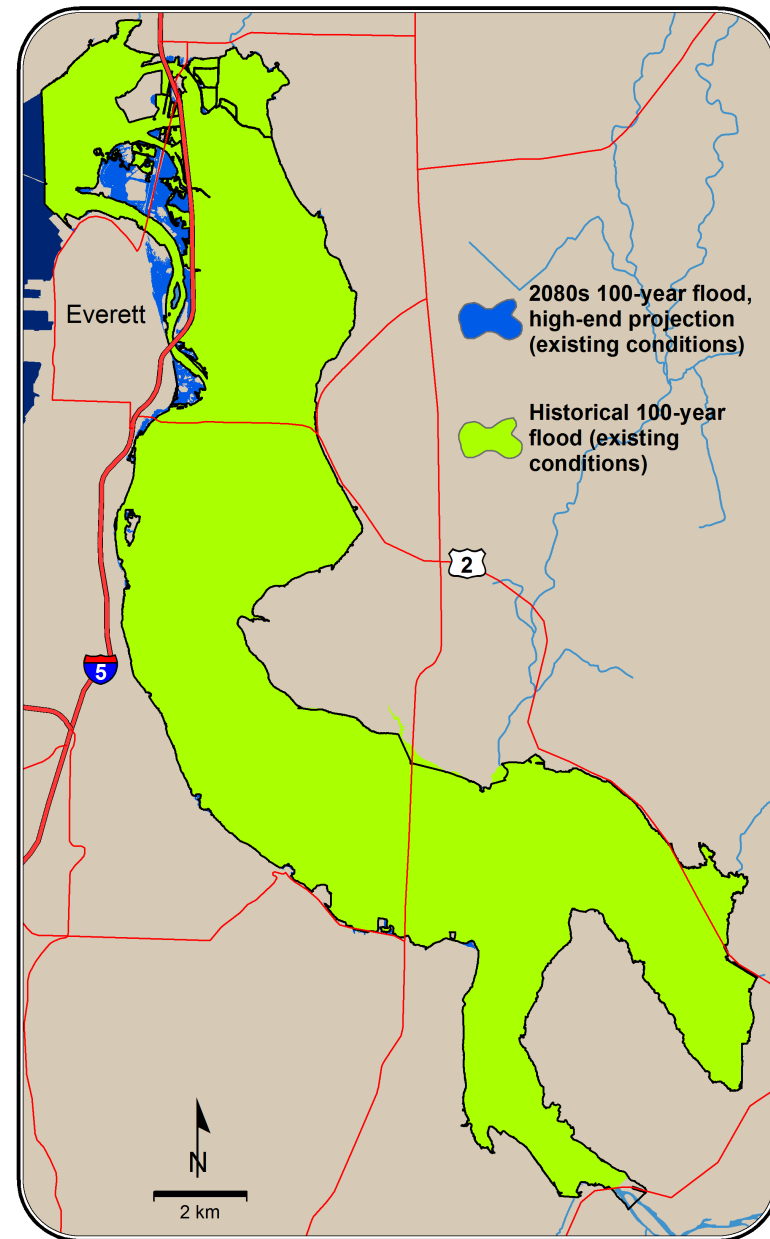 Everett
2080s 100-year flood,
high-end projection
(existing conditions)
Historical 100-year
flood (existing
conditions)
2
5
N
2 km